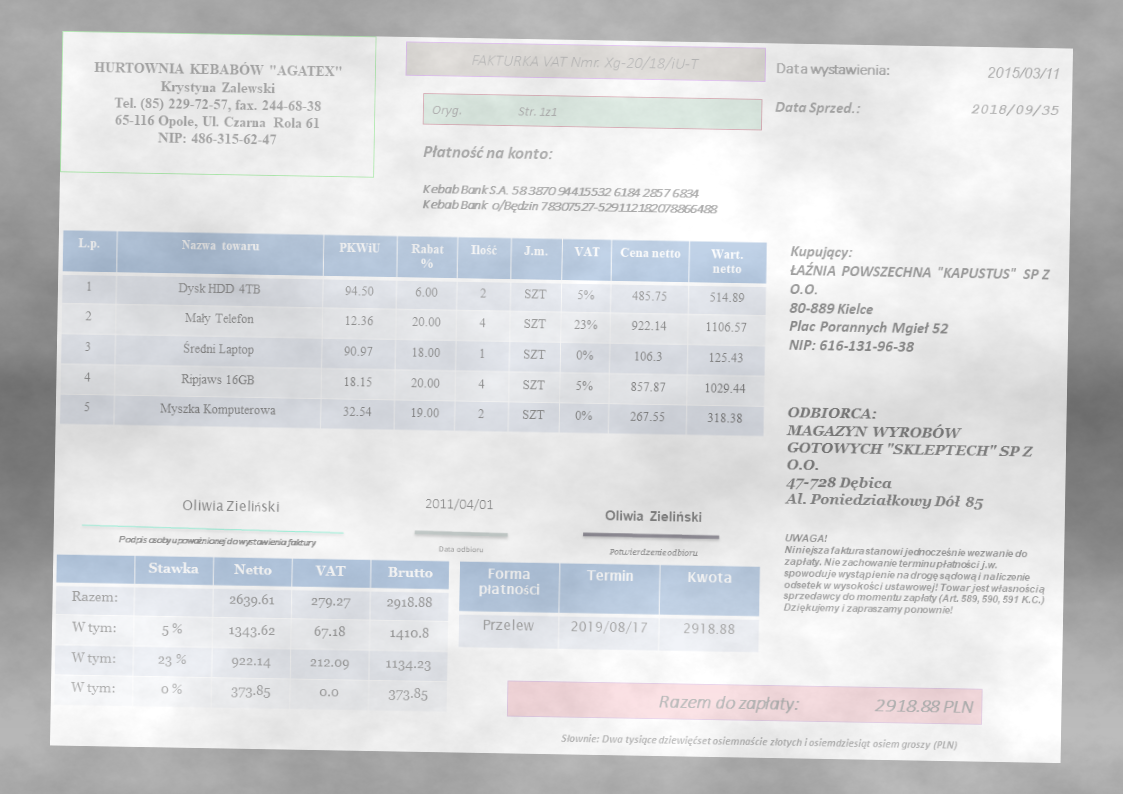 HURTOWNIA KEBABÓW "AGATEX"
Krystyna Zalewski
Tel. (85) 229-72-57, fax. 244-68-38
65-116 Opole, Ul. Czarna Rola 61
NIP: 486-315-62-47
FAKTURKA VAT Nmr. Xg-20/18/iU-T
Oryg. Str. 1z1
Data wystawienia: 2015/03/11
Data Sprzed.: 2018/09/35
Płatność na konto:
Kebab Bank S.A. 58 3870 94415532 6184 2857 6834
Kebab Bank o/Będzin 78307527-529112182078866488
L.p. Nazwa towaru PKWiU Rabat % Ilość J.m. VAT Cena netto Wart. netto
1 Dysk HDD 4TB 94.50 6.00 2 SZT 5% 485.75 514.89
2 Mały Telefon 12.36 20.00 4 SZT 23% 922.14 1106.57
3 Średni Laptop 90.97 18.00 1 SZT 0% 106.3 125.43
4 Ripjaws 16GB 18.15 20.00 4 SZT 5% 857.87 1029.44
5 Myszka Komputerowa 32.54 19.00 2 SZT 0% 267.55 318.38
Kupujący:
ŁAŹNIA POWSZECHNA "KAPUSTUS" SP Z
O.O.
80-889 Kielce
Plac Porannych Mgieł 52
NIP: 616-131-96-38
ODBIORCA:
MAGAZYN WYROBÓW
GOTOWYCH "SKLEPTECH" SP Z
O.O.
47-728 Dębica
Al. Poniedziałkowy Dół 85
Oliwia Zieliński
Podpis osoby upoważnionej do wystawienia faktury
2011/04/01
Data odbioru
Oliwia Zieliński
Potwierdzenie odbioru
UWAGA!
Niniejsza faktura stanowi jednocześnie wezwanie do
zapłaty. Nie zachowanie terminu płatności j.w.
spowoduje wystąpienie na drogę sądową i naliczenie
odsetek w wysokości ustawowej! Towar jest własnością
sprzedawcy do momentu zapłaty (Art. 589, 590, 591 K.C.)
Dziękujemy i zapraszamy ponownie!
Stawka Netto VAT Brutto
Razem: 2639.61 279.27 2918.88
W tym: 5 % 1343.62 67.18 1410.8
W tym: 23 % 922.14 212.09 1134.23
W tym: 0 % 373.85 0.0 373.85
Forma płatności Termin Kwota
Przelew 2019/08/17 2918.88
Razem do zapłaty: 2918.88 PLN
Słownie: Dwa tysiące dziewięćset osiemnaście złotych i osiemdziesiąt osiem groszy (PLN)